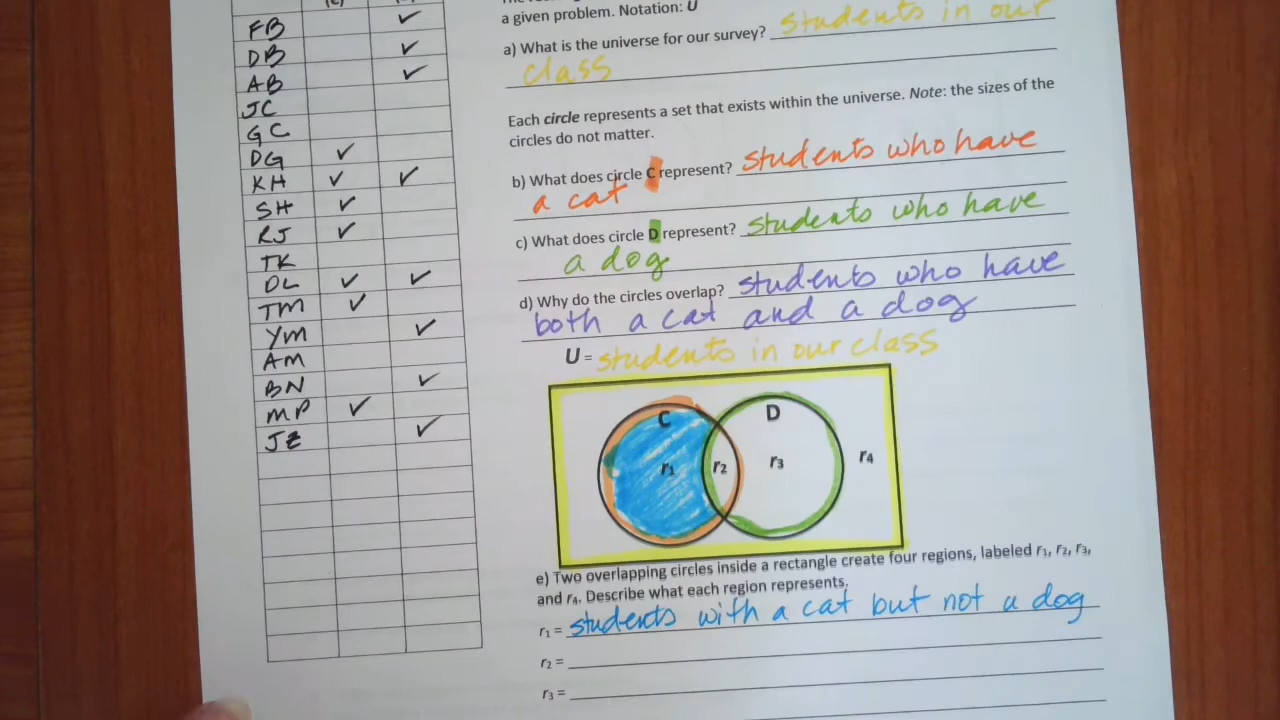 (C)
FB ✓
DB ✓
AB ✓
JC
GC
DG ✓
KH ✓ ✓
SH ✓
RJ ✓
TK
DL ✓ ✓
TM ✓
YM ✓
AM
BN ✓
MP ✓
JZ ✓
a given problem. Notation: U
a) What is the universe for our survey? students in our
class
Each circle represents a set that exists within the universe. Note: the sizes of the
circles do not matter.
b) What does circle C represent? students who have
a cat
c) What does circle D represent? students who have
a dog
d) Why do the circles overlap? students who have
both a cat and a dog
U = students in our class
C D
r1 r2 r3 r4
e) Two overlapping circles inside a rectangle create four regions, labeled r1, r2, r3,
and r4. Describe what each region represents.
r1 = students with a cat but not a dog
r2 =
r3 =